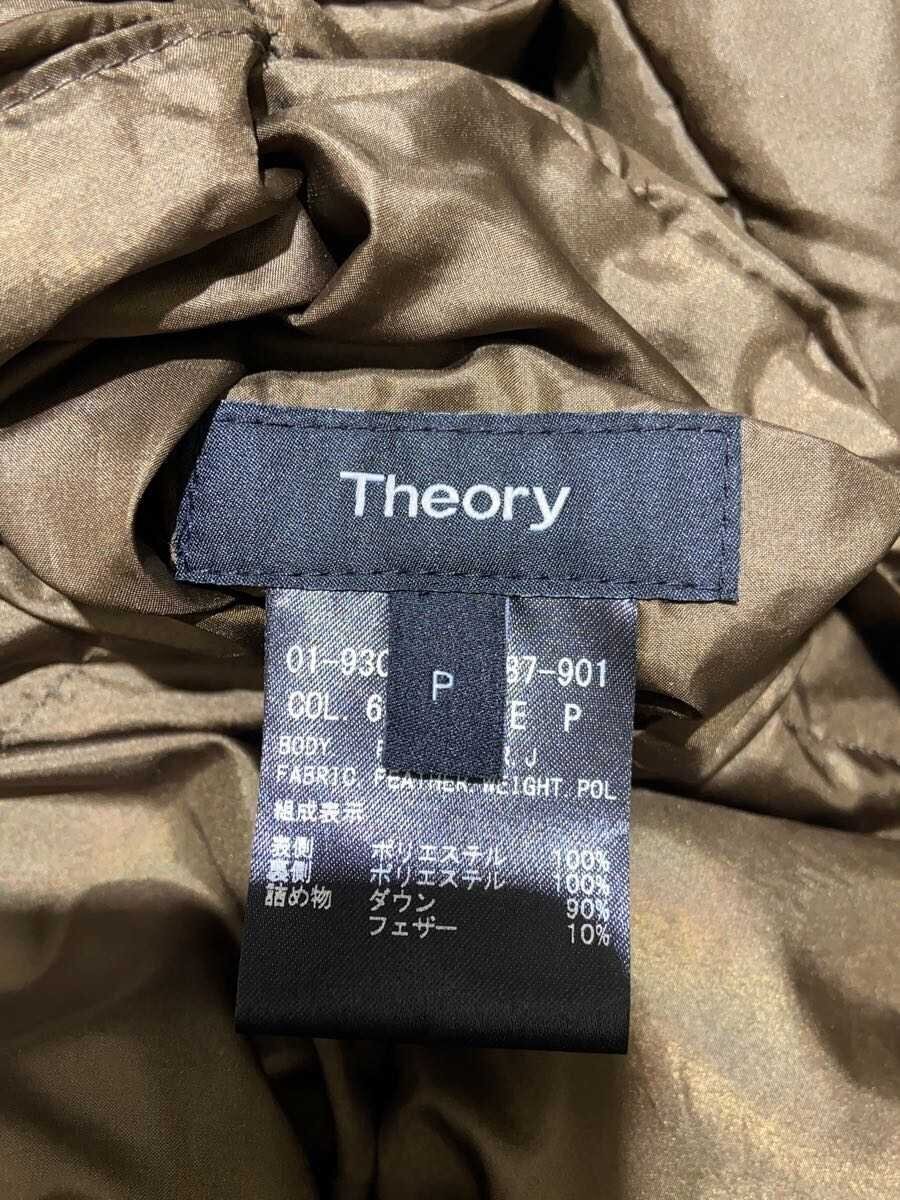 Theory
P
01-930 37-901
COL. 6 E P
BODY R.J
FABRIC FEATHER WEIGHT POL
組成表示
表側 ポリエステル 100%
裏側 ポリエステル 100%
詰め物 ダウン 90%
フェザー 10%